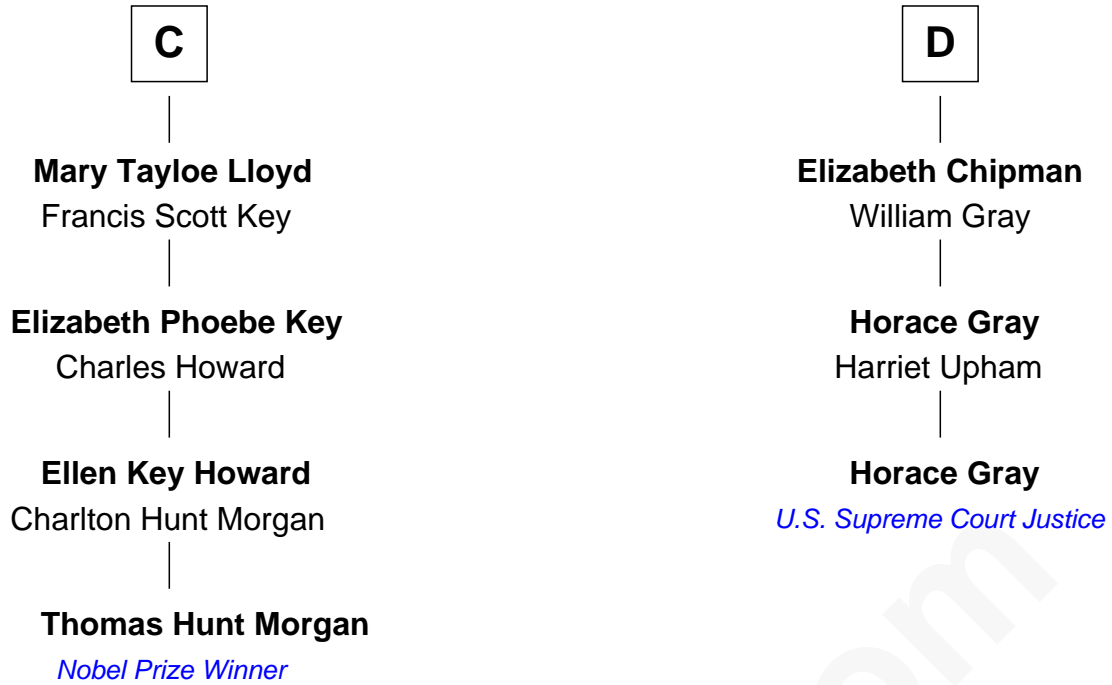 C
Mary Tayloe Lloyd
Francis Scott Key
Elizabeth Phoebe Key
Charles Howard
Ellen Key Howard
Charlton Hunt Morgan
Thomas Hunt Morgan
Nobel Prize Winner
D
Elizabeth Chipman
William Gray
Horace Gray
Harriet Upham
Horace Gray
U.S. Supreme Court Justice
om